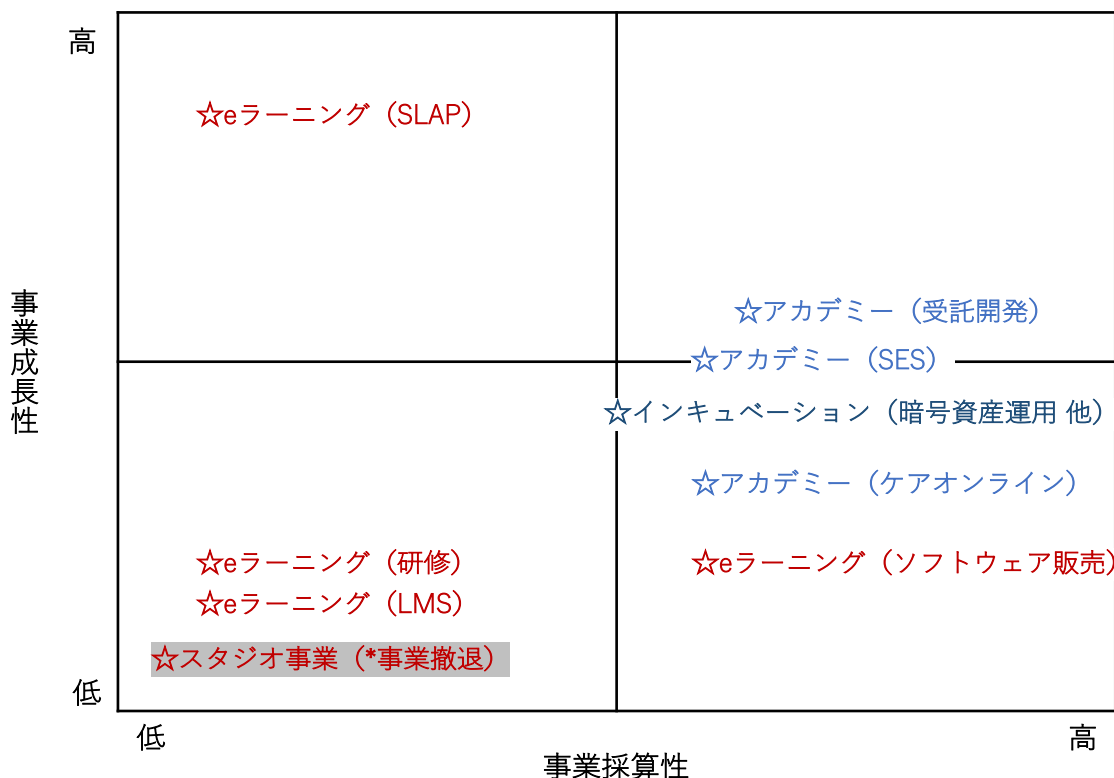 高
☆eラーニング（SLAP）
事業成長性
☆アカデミー（受託開発）
☆アカデミー（SES）
☆インキュベーション（暗号資産運用 他）
☆アカデミー（ケアオンライン）
☆eラーニング（研修）
☆eラーニング（ソフトウェア販売）
☆eラーニング（LMS）
☆スタジオ事業（*事業撤退）
低
低
高
事業採算性